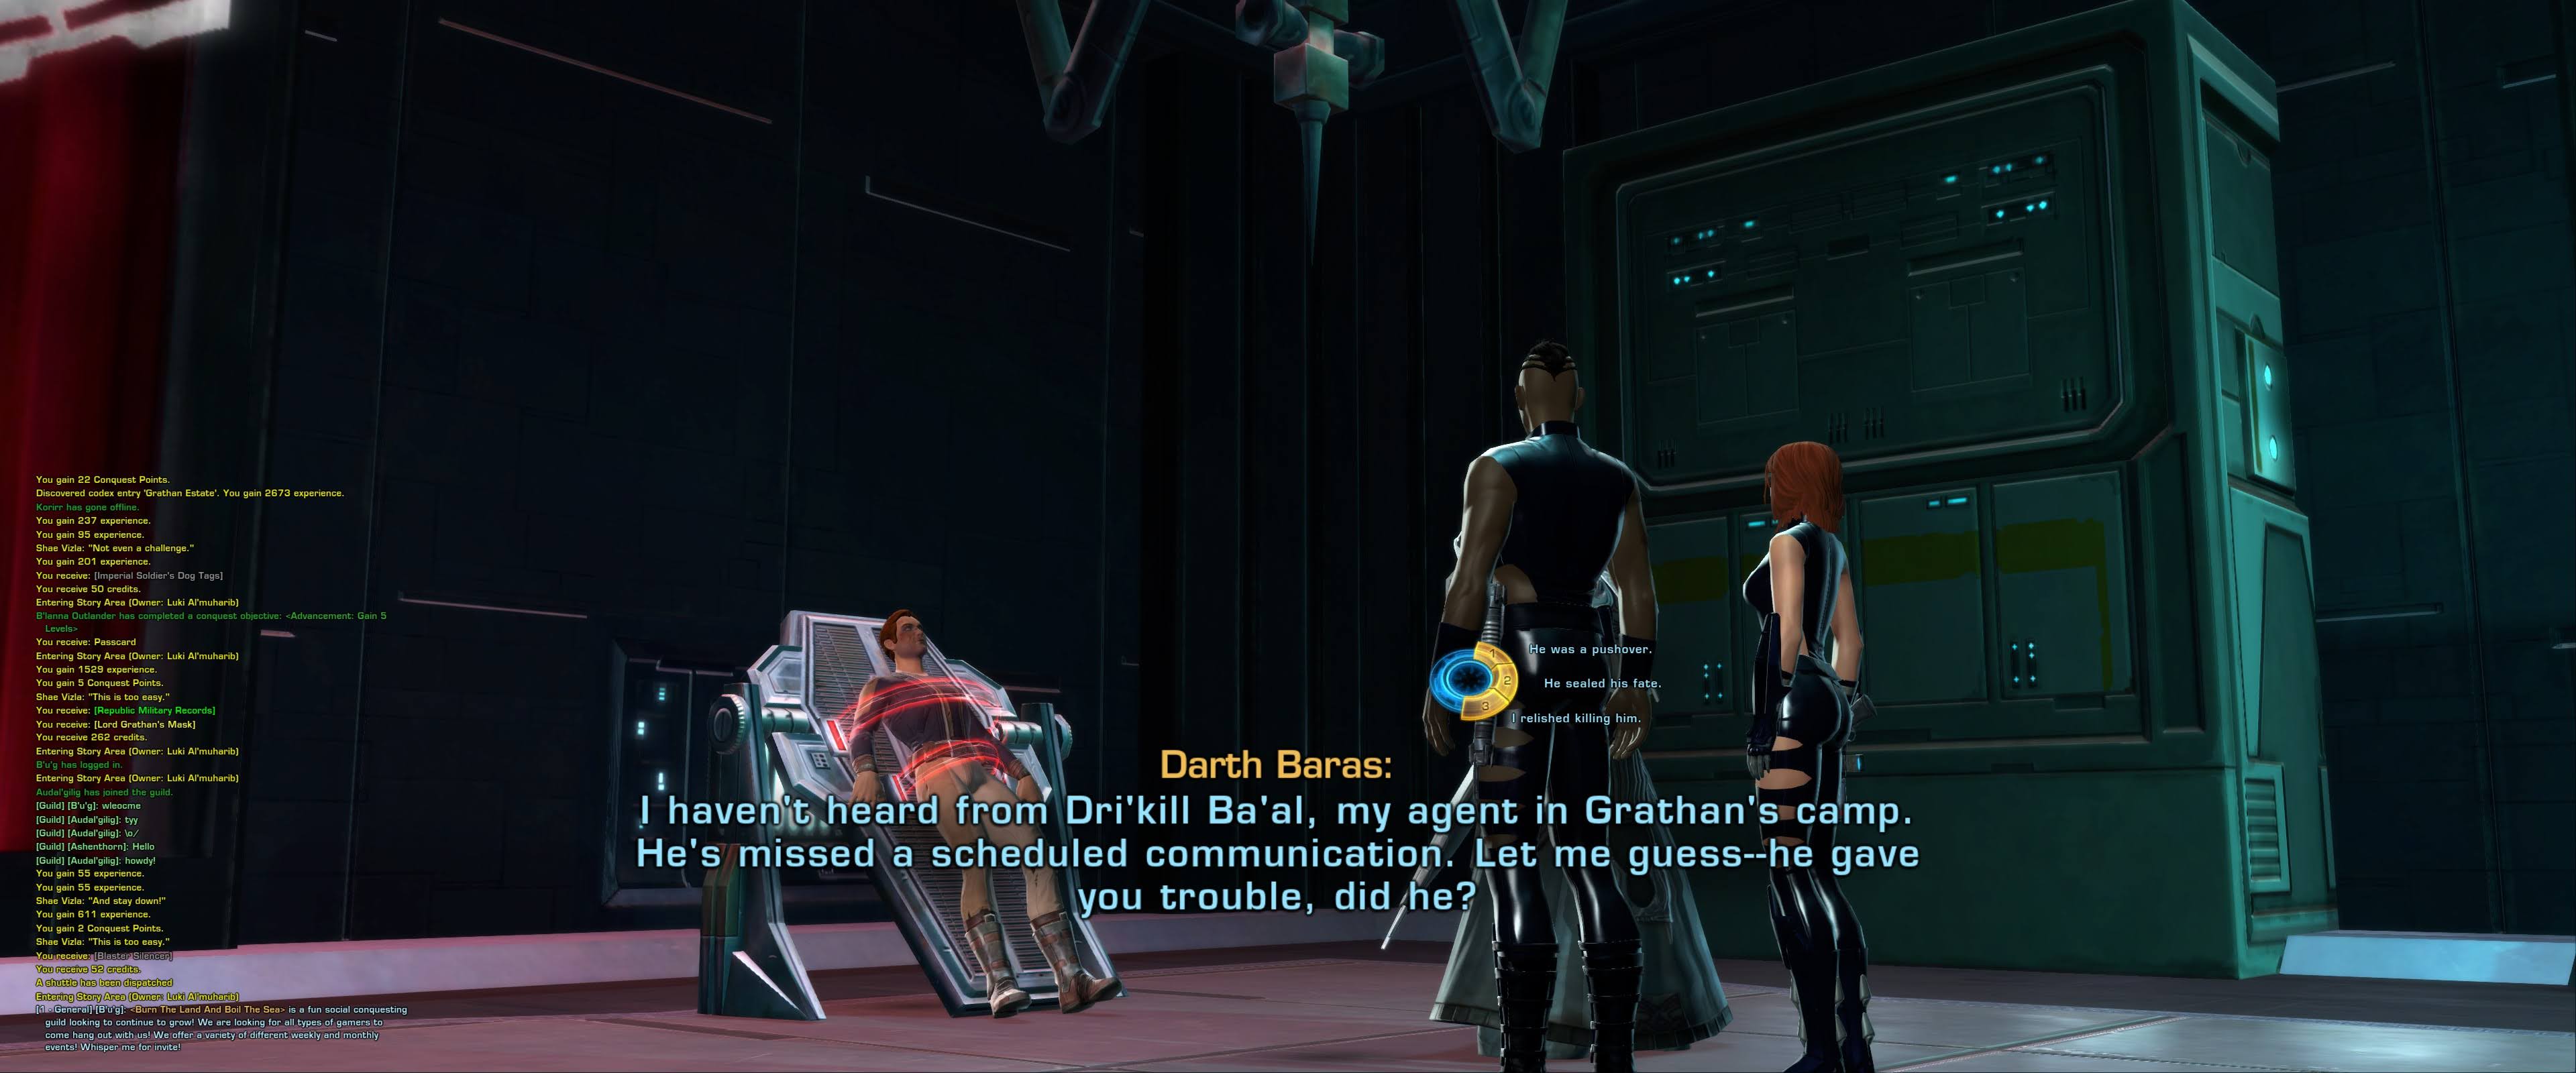 You gain 22 Conquest Points.
Discovered codex entry 'Grathan Estate'. You gain 2673 experience.
Korirr has gone offline.
You gain 237 experience.
You gain 95 experience.
Shae Vizla: "Not even a challenge."
You gain 201 experience.
You receive: [Imperial Soldier's Dog Tags]
You receive 50 credits.
Entering Story Area (Owner: Luki Al'muharib)
B'lanna Outlander has completed a conquest objective: <Advancement: Gain 5
Levels>
You receive: Passcard
Entering Story Area (Owner: Luki Al'muharib)
You gain 1529 experience.
You gain 5 Conquest Points.
Shae Vizla: "This is too easy."
You receive: [Republic Military Records]
You receive: [Lord Grathan's Mask]
You receive 262 credits.
Entering Story Area (Owner: Luki Al'muharib)
B'u'g has logged in.
Entering Story Area (Owner: Luki Al'muharib)
Audal'gilig has joined the guild.
[Guild] [B'u'g]: wleocme
[Guild] [Audal'gilig]: tyy
[Guild] [Audal'gilig]: \o/
[Guild] [Ashenthorn]: Hello
[Guild] [Audal'gilig]: howdy!
You gain 55 experience.
You gain 55 experience.
Shae Vizla: "And stay down!"
You gain 611 experience.
You gain 2 Conquest Points.
Shae Vizla: "This is too easy."
You receive: [Blaster Silencer]
You receive 52 credits.
A shuttle has been dispatched
Entering Story Area (Owner: Luki Al'muharib)
[1 - General] [B'u'g]: <Burn The Land And Boil The Sea> is a fun social conquesting
guild looking to continue to grow! We are looking for all types of gamers to
come hang out with us! We offer a variety of different weekly and monthly
events! Whisper me for invite!
1 He was a pushover.
2 He sealed his fate.
3 I relished killing him.
Darth Baras:
I haven't heard from Dri'kill Ba'al, my agent in Grathan's camp.
He's missed a scheduled communication. Let me guess--he gave
you trouble, did he?